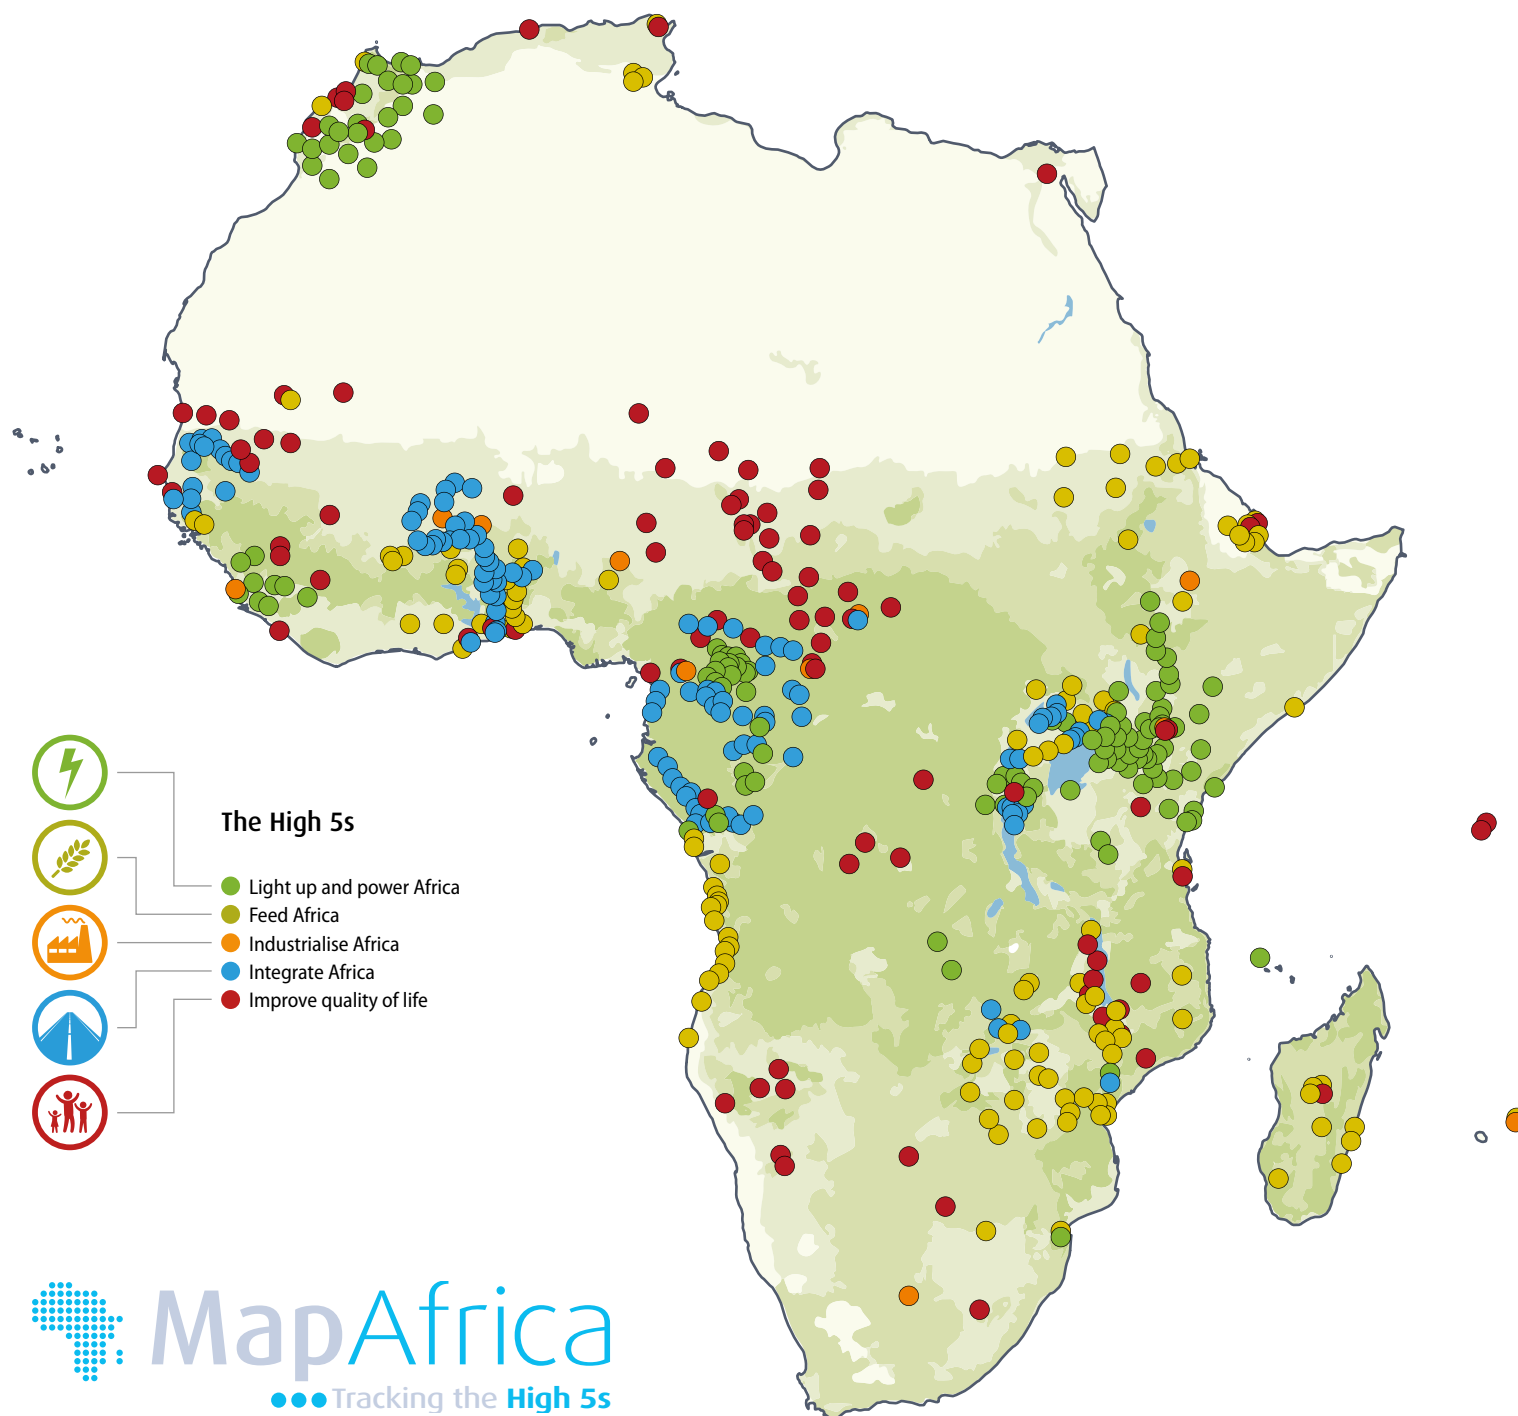 The High 5s
Light up and power Africa
Feed Africa
Industrialise Africa
Integrate Africa
Improve quality of life
MapAfrica
Tracking the High 5s